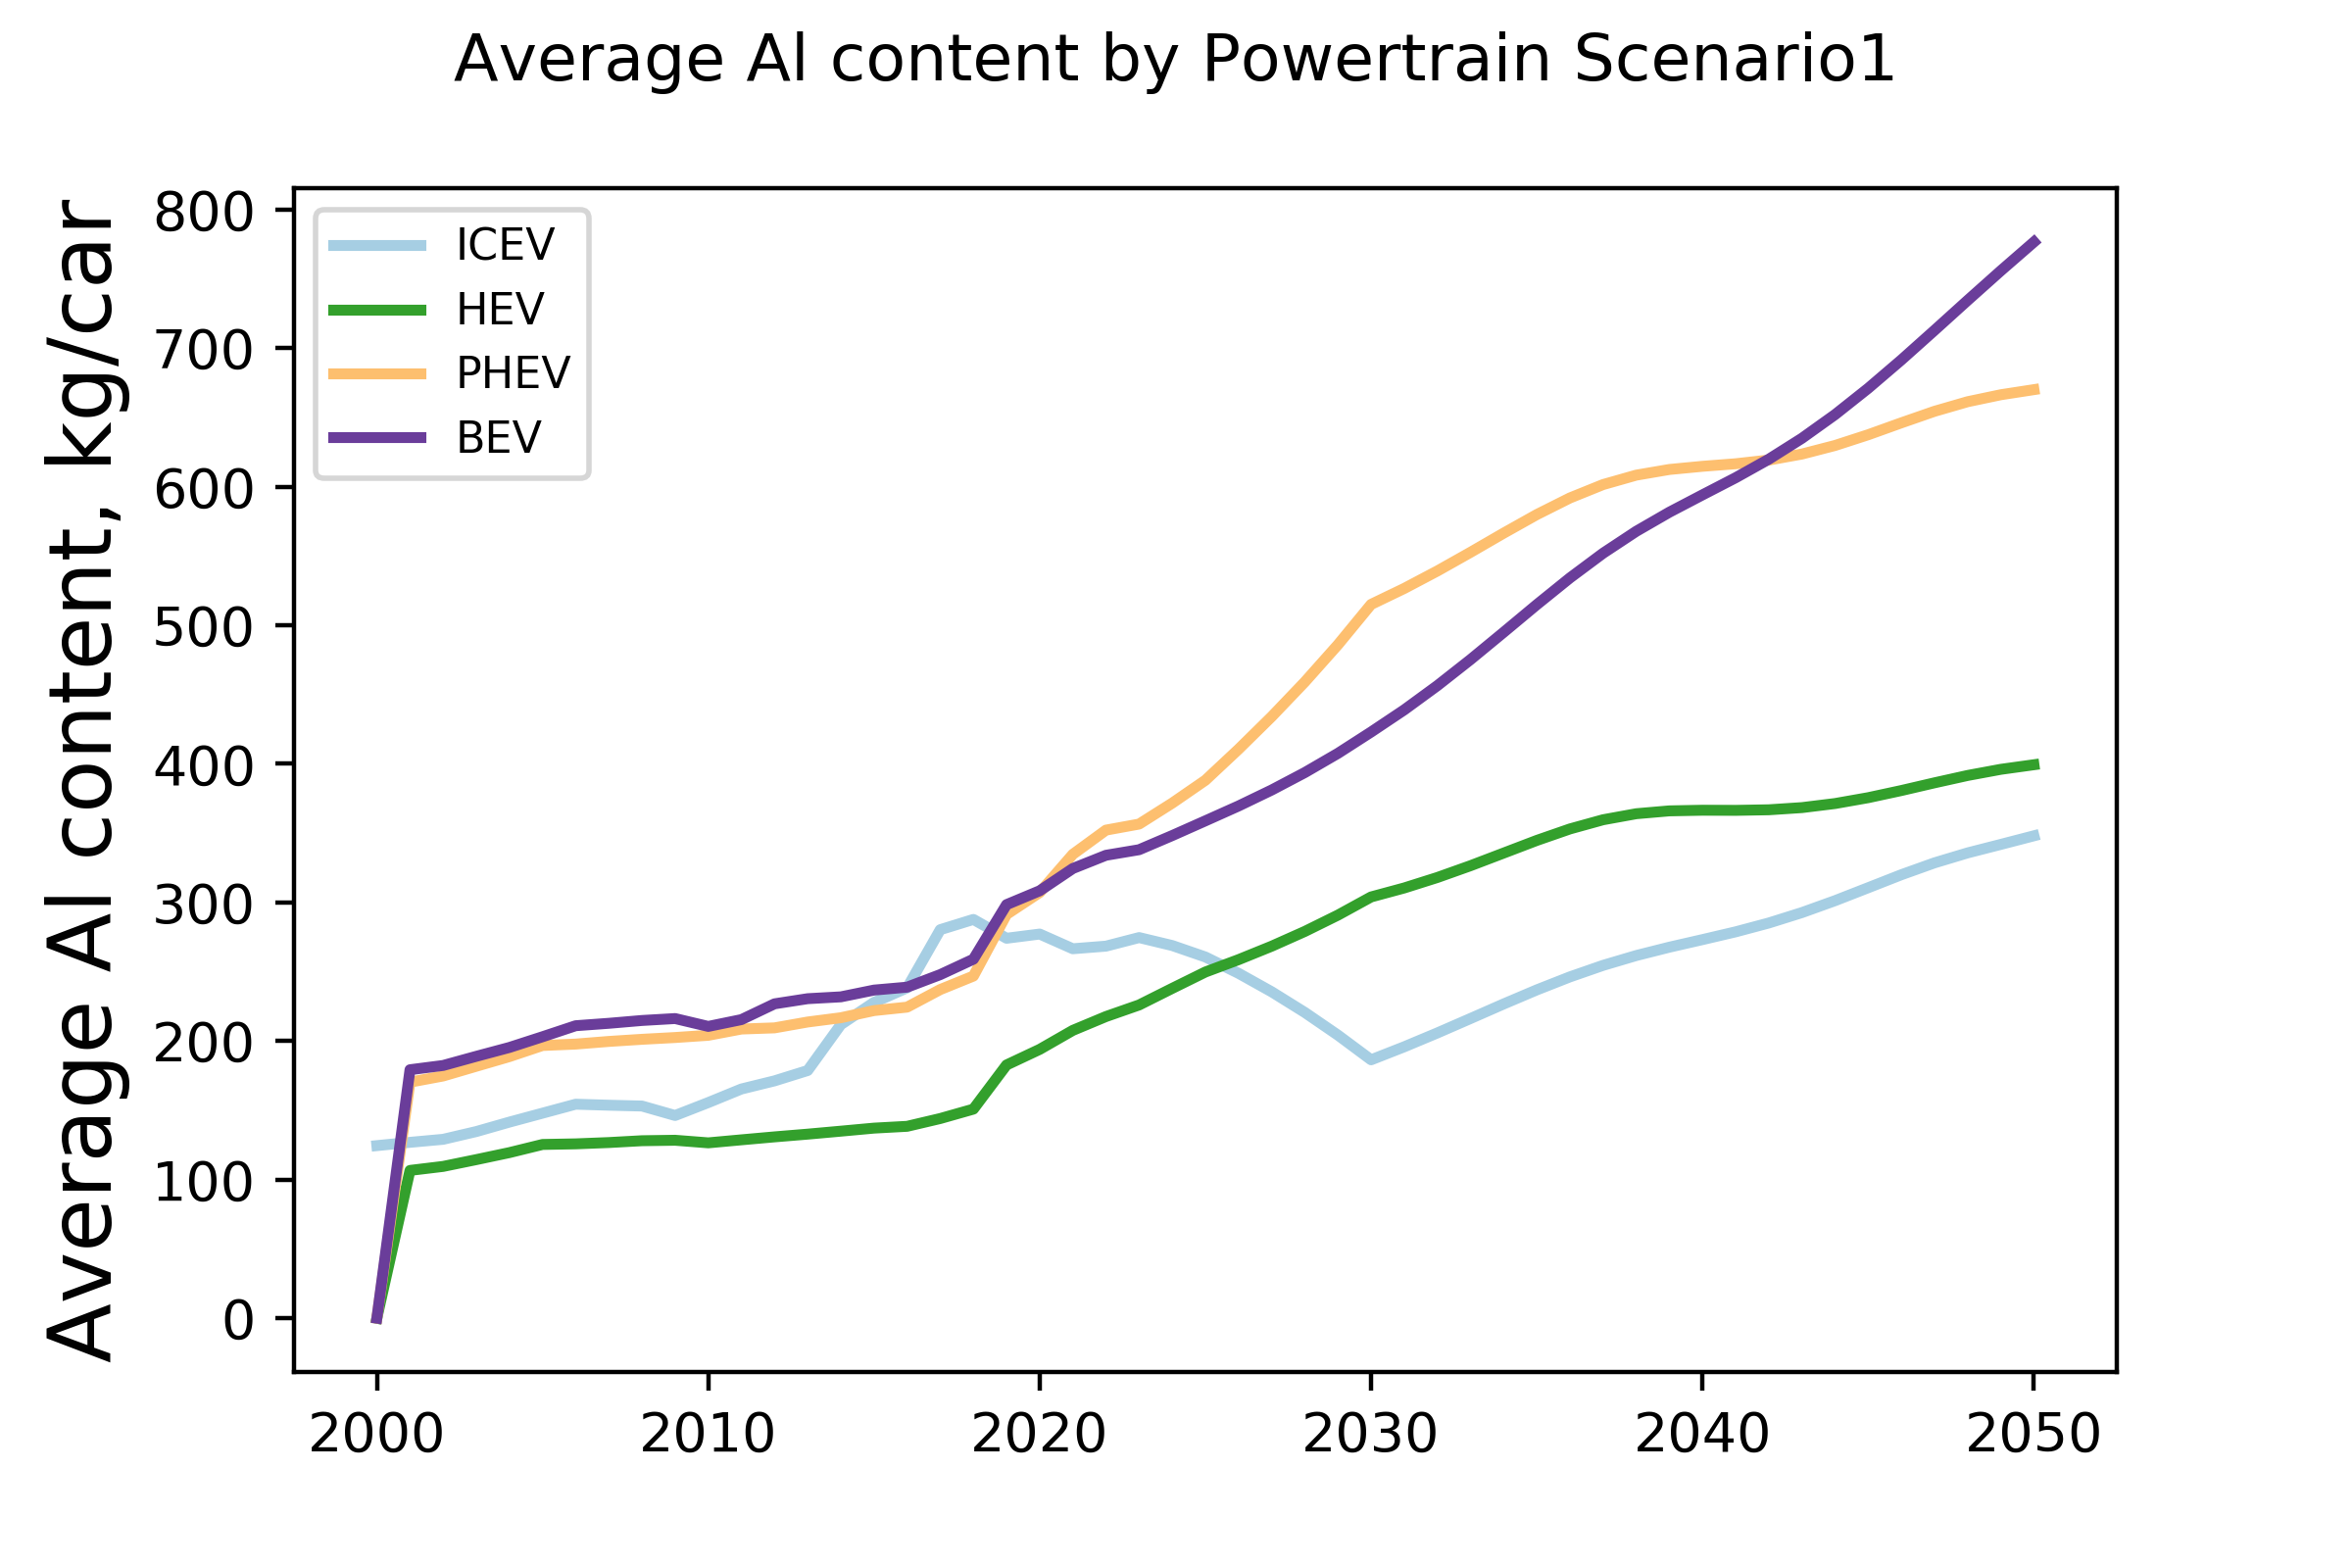 Average Al content by Powertrain Scenario1
Average Al content, kg/car
800
700
600
500
400
300
200
100
0
ICEV
HEV
PHEV
BEV
2000 2010 2020 2030 2040 2050